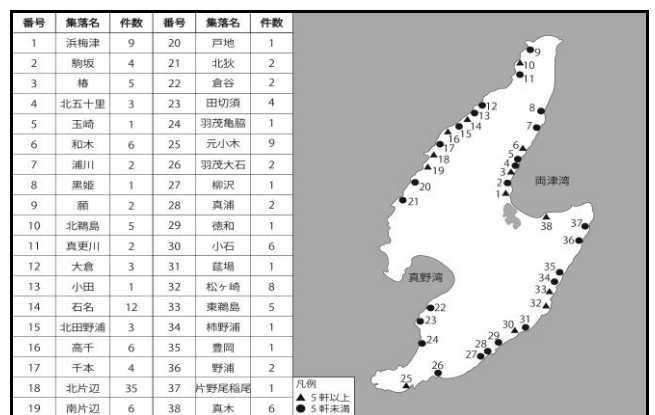 番号 集落名 件数 番号 集落名 件数
1 浜梅津 9 20 戸地 1
2 駒坂 4 21 北狄 2
3 椿 5 22 倉谷 2
4 北五十里 3 23 田切須 4
5 玉崎 1 24 羽茂亀脇 1
6 和木 6 25 元小木 9
7 浦川 2 26 羽茂大石 2
8 黒姫 1 27 柳沢 1
9 願 2 28 真浦 2
10 北鵜島 5 29 徳和 1
11 真更川 2 30 小石 6
12 大倉 3 31 莚場 1
13 小田 1 32 松ヶ崎 8
14 石名 12 33 東鵜島 5
15 北田野浦 3 34 柿野浦 1
16 高千 6 35 豊岡 1
17 千本 4 36 野浦 2
18 北片辺 35 37 片野尾稲尾 1
19 南片辺 6 38 真木 6
9
10
11
12
13
14
15
16
17
18
19
20
21
8
7
6
5
4
3
2
1
両津湾
38
37
36
35
34
33
32
31
30
29
28
27
26
25
24
23
22
真野湾
凡例
▲ 5軒以上
● 5軒未満